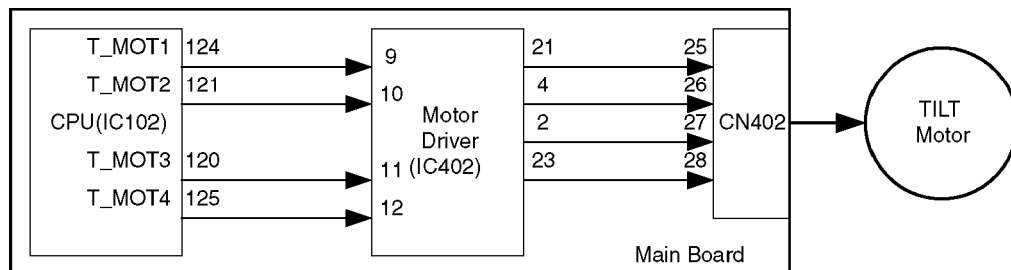 T_MOT1 124 9 21 25
T_MOT2 121 10 4 26
CPU(IC102) Motor Driver (IC402) 2 27 CN402 TILT Motor
T_MOT3 120 11 23 28
T_MOT4 125 12
Main Board